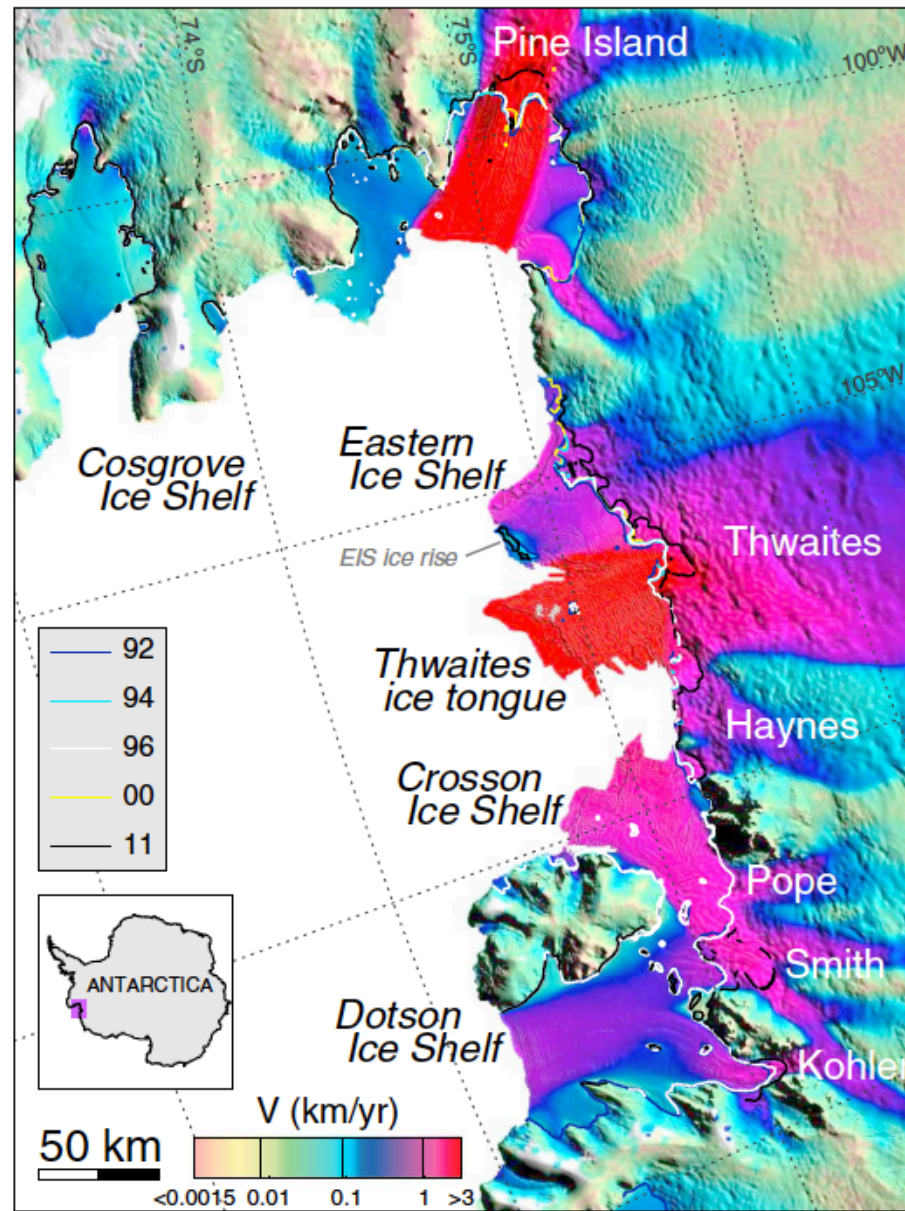 Pine Island
74.°S
75°S
100°W
105°W
Cosgrove
Ice Shelf
Eastern
Ice Shelf
EIS ice rise
Thwaites
Thwaites
ice tongue
Haynes
Crosson
Ice Shelf
Pope
Smith
Dotson
Ice Shelf
Kohler
92
94
96
00
11
ANTARCTICA
50 km
V (km/yr)
<0.0015 0.01 0.1 1 >3